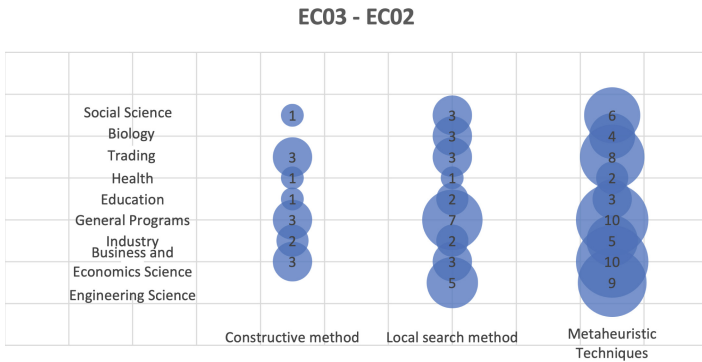 EC03 - EC02
Social Science 1 3 6
Biology 3 4
Trading 3 3 8
Health 1 1 2
Education 1 2 3
General Programs 3 7 10
Industry 2 2 5
Business and
Economics Science 3 3 10
Engineering Science 5 9
Constructive method Local search method Metaheuristic
Techniques